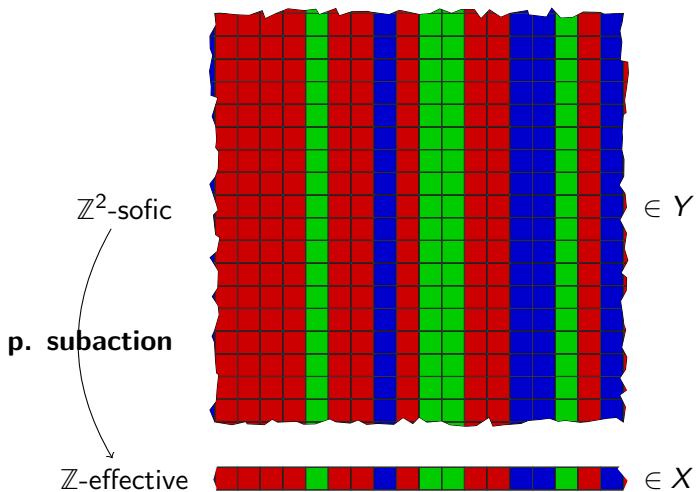 ℤ²-sofic
∈ Y
p. subaction
ℤ-effective
∈ X